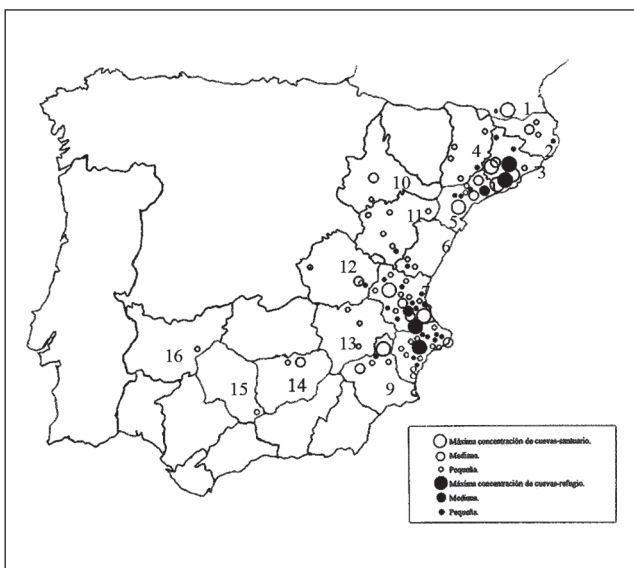 1
2
4
3
10
11
5
6
12
7
13
16
14
15
9
Máxima concentración de cuevas-santuario.
Mediana.
Pequeña.
Máxima concentración de cuevas-refugio.
Mediana.
Pequeña.